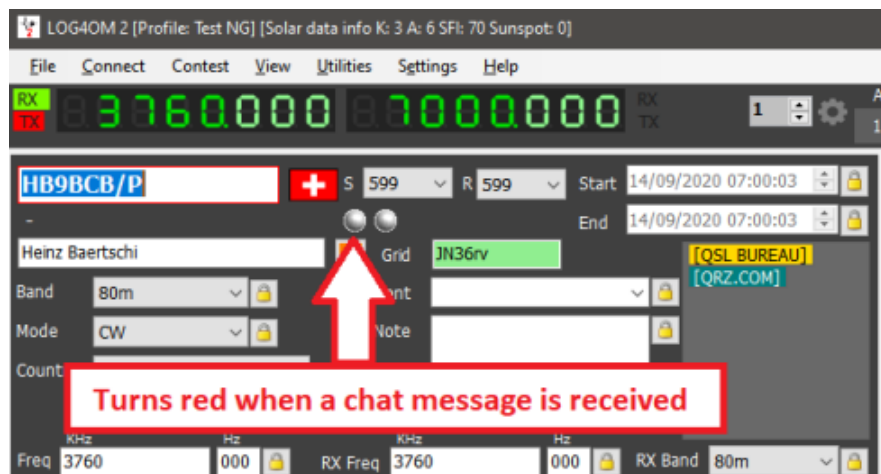 LOG4OM 2 [Profile: Test NG] [Solar data info K: 3 A: 6 SFI: 70 Sunspot: 0]
File Connect Contest View Utilities Settings Help
RX 3760.000 7000.000 RX 1 A
TX TX 1
HB9BCB/P S 599 R 599 Start 14/09/2020 07:00:03
- End 14/09/2020 07:00:03
Heinz Baertschi Grid JN36rv [QSL BUREAU]
[QRZ.COM]
Band 80m
Mode CW Note
Turns red when a chat message is received
KHz Hz KHz Hz
Freq 3760 000 RX Freq 3760 000 RX Band 80m